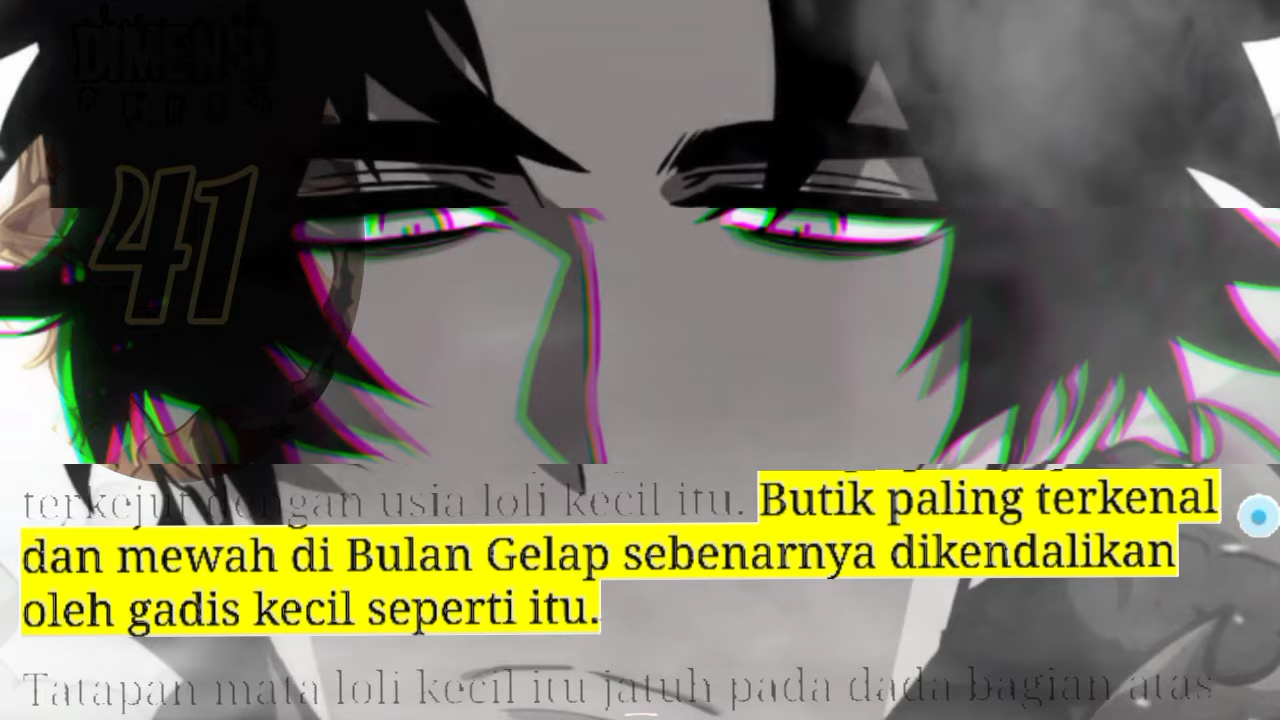 DIMENSI
41
terkejut dengan usia loli kecil itu. Butik paling terkenal
dan mewah di Bulan Gelap sebenarnya dikendalikan
oleh gadis kecil seperti itu.
Tatapan mata loli kecil itu jatuh pada dada bagian atas